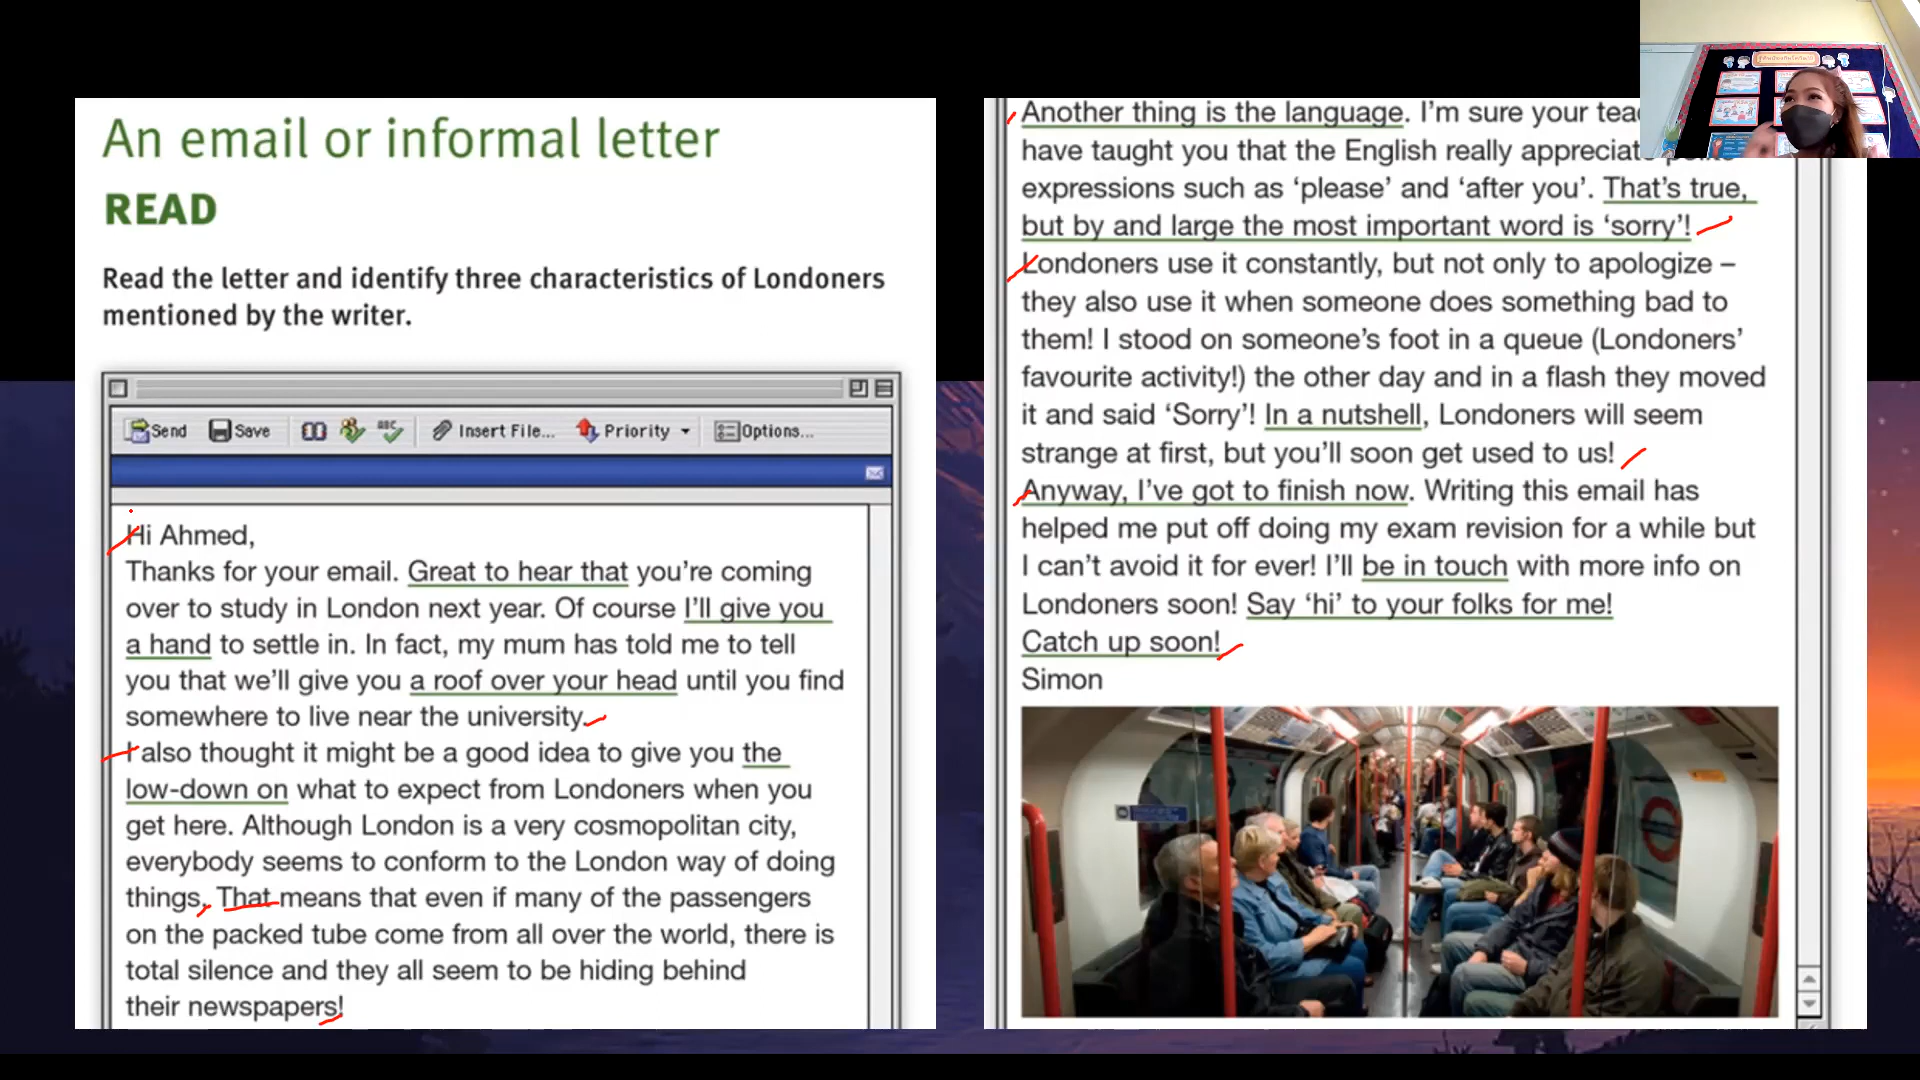 An email or informal letter
READ
Read the letter and identify three characteristics of Londoners
mentioned by the writer.
Send Save ABC Insert File... Priority Options...
Hi Ahmed,
Thanks for your email. Great to hear that you're coming
over to study in London next year. Of course I'll give you
a hand to settle in. In fact, my mum has told me to tell
you that we'll give you a roof over your head until you find
somewhere to live near the university.
I also thought it might be a good idea to give you the
low-down on what to expect from Londoners when you
get here. Although London is a very cosmopolitan city,
everybody seems to conform to the London way of doing
things. That means that even if many of the passengers
on the packed tube come from all over the world, there is
total silence and they all seem to be hiding behind
their newspapers!
Another thing is the language. I'm sure your
have taught you that the English really appreciate
expressions such as 'please' and 'after you'. That's true,
but by and large the most important word is 'sorry'!
Londoners use it constantly, but not only to apologize –
they also use it when someone does something bad to
them! I stood on someone's foot in a queue (Londoners'
favourite activity!) the other day and in a flash they moved
it and said 'Sorry'! In a nutshell, Londoners will seem
strange at first, but you'll soon get used to us!
Anyway, I've got to finish now. Writing this email has
helped me put off doing my exam revision for a while but
I can't avoid it for ever! I'll be in touch with more info on
Londoners soon! Say 'hi' to your folks for me!
Catch up soon!
Simon